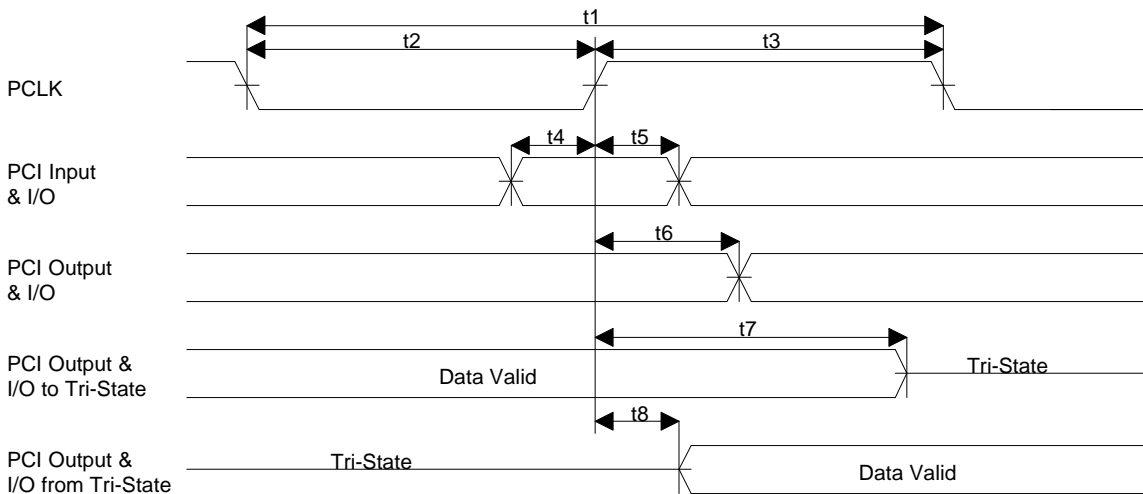 t1
t2
t3
PCLK
t4
t5
PCI Input
& I/O
t6
PCI Output
& I/O
t7
PCI Output &
I/O to Tri-State
Data Valid
Tri-State
t8
PCI Output &
I/O from Tri-State
Tri-State
Data Valid